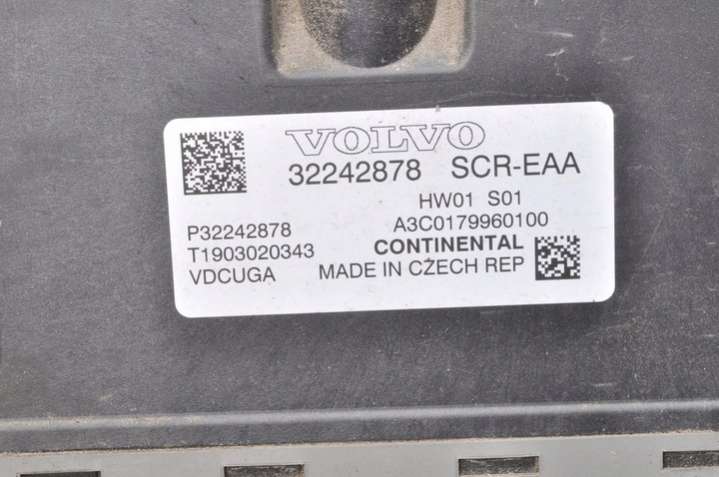 VOLVO
32242878 SCR-EAA
HW01 S01
P32242878 A3C0179960100
T1903020343 CONTINENTAL
VDCUGA MADE IN CZECH REP